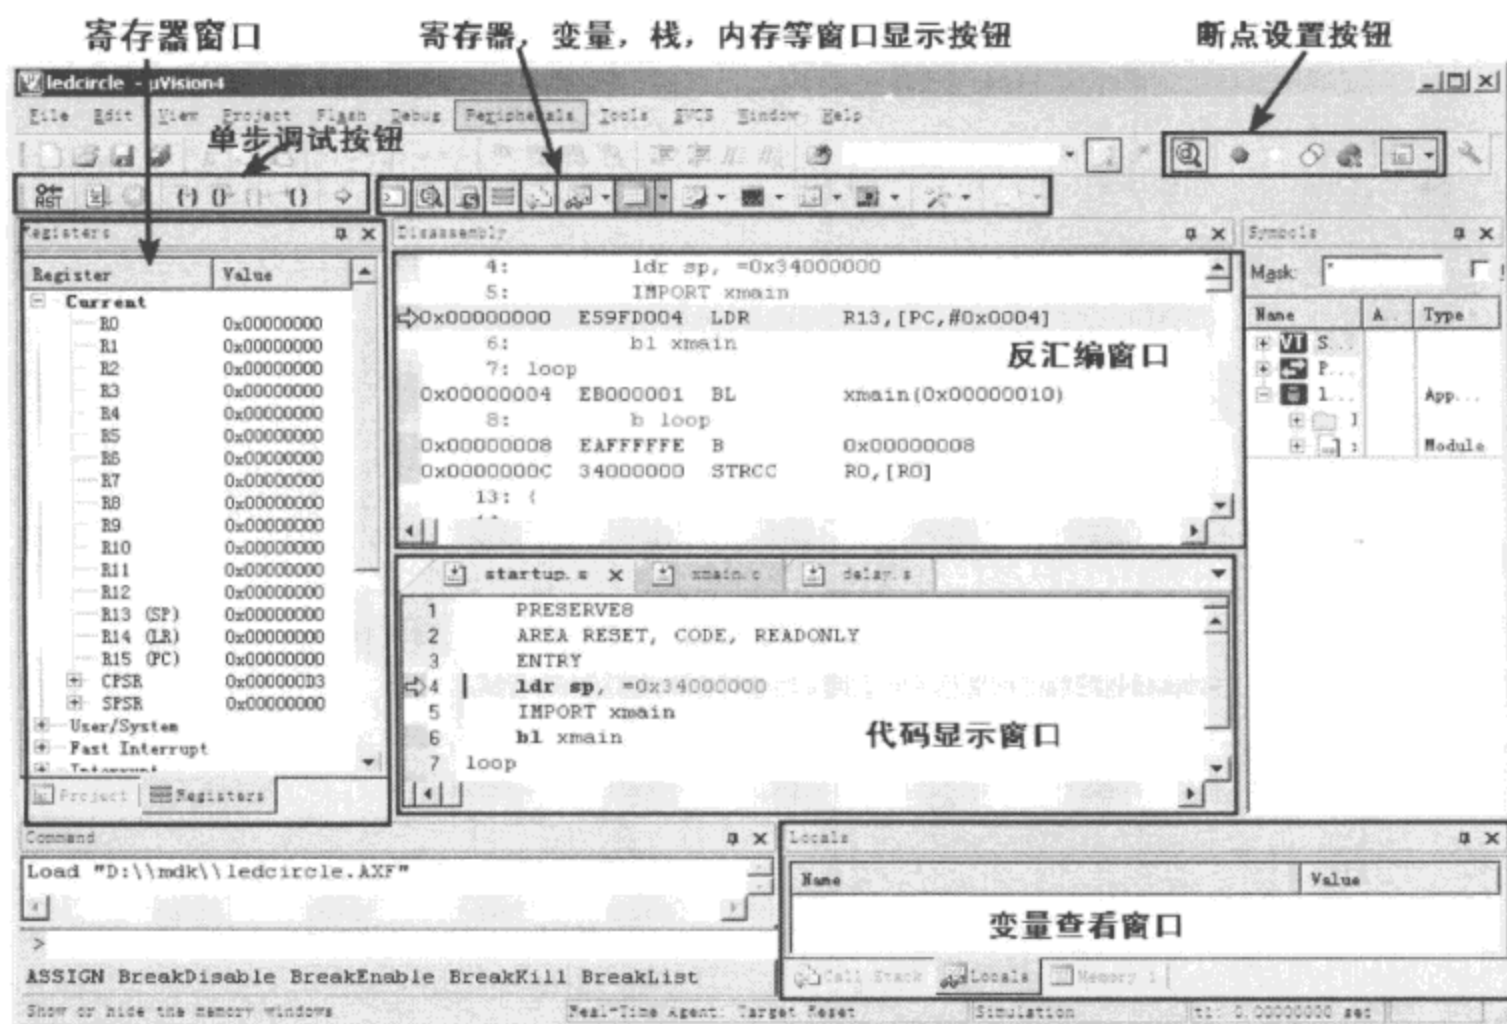 寄存器窗口
寄存器，变量，栈，内存等窗口显示按钮
断点设置按钮
ledcircle - μVision4
File Edit View Project Flash Debug Peripherals Tools SVCS Window Help
单步调试按钮
Registers
Register Value
Current
R0 0x00000000
R1 0x00000000
R2 0x00000000
R3 0x00000000
R4 0x00000000
R5 0x00000000
R6 0x00000000
R7 0x00000000
R8 0x00000000
R9 0x00000000
R10 0x00000000
R11 0x00000000
R12 0x00000000
R13 (SP) 0x00000000
R14 (LR) 0x00000000
R15 (PC) 0x00000000
CPSR 0x000000D3
SPSR 0x00000000
User/System
Fast Interrupt
Interrupt
Project Registers
Disassembly
4: ldr sp, =0x34000000
5: IMPORT xmain
0x00000000 E59FD004 LDR R13,[PC,#0x0004]
6: bl xmain
7: loop
反汇编窗口
0x00000004 EB000001 BL xmain(0x00000010)
8: b loop
0x00000008 EAFFFFFE B 0x00000008
0x0000000C 34000000 STRCC R0,[R0]
13: {
startup.s xmain.c delay.s
1 PRESERVE8
2 AREA RESET, CODE, READONLY
3 ENTRY
4 ldr sp, =0x34000000
5 IMPORT xmain
6 bl xmain
7 loop
代码显示窗口
Symbols
Mask: *
Name A.. Type
S...
P...
l... App...
Module
Command
Load "D:\\mdk\\ledcircle.AXF"
>
ASSIGN BreakDisable BreakEnable BreakKill BreakList
Locals
Name Value
变量查看窗口
Call Stack Locals Memory 1
Show or hide the memory windows Real-Time Agent: Target Reset Simulation t1: 0.00000000 sec